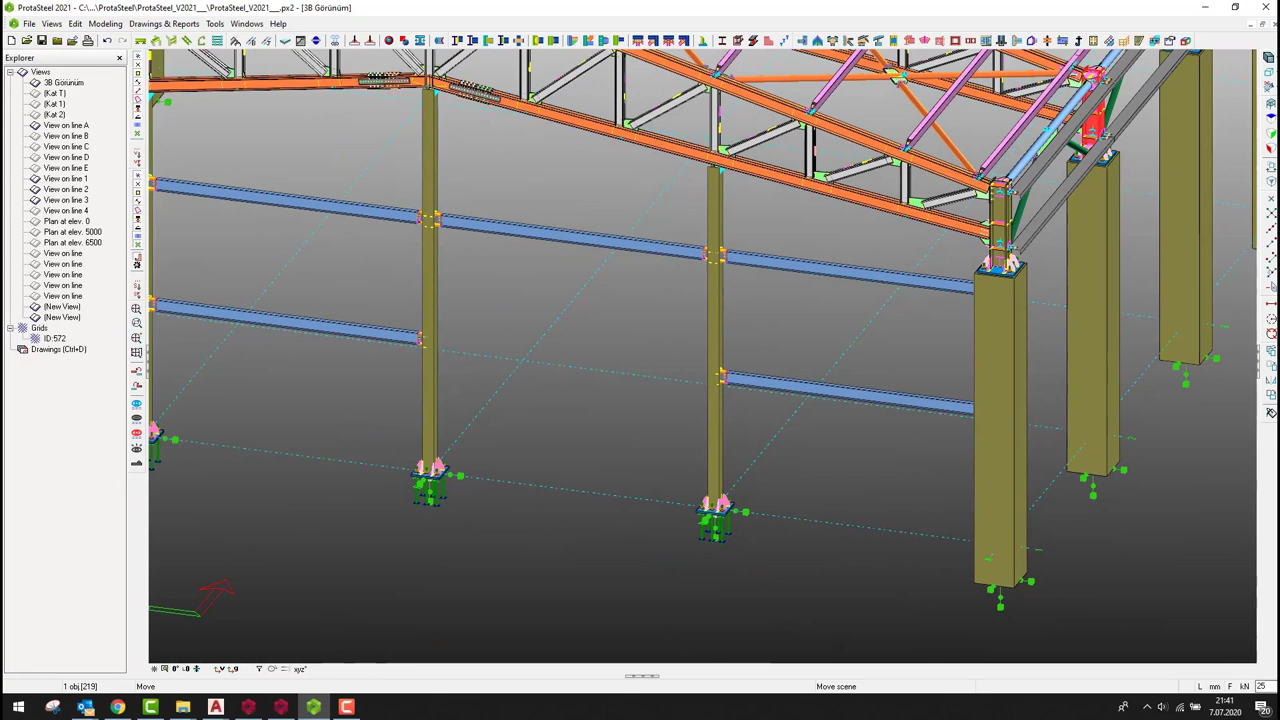 ProtaSteel 2021 - C:\...\ProtaSteel_V2021__\ProtaSteel_V2021__.px2 - [3B Görünüm]
File Views Edit Modeling Drawings & Reports Tools Windows Help
Explorer
Views
3B Görünüm
(Kat T)
(Kat 1)
(Kat 2)
View on line A
View on line B
View on line C
View on line D
View on line E
View on line 1
View on line 2
View on line 3
View on line 4
Plan at elev. 0
Plan at elev. 5000
Plan at elev. 6500
View on line
View on line
View on line
View on line
View on line
(New View)
(New View)
Grids
ID:572
Drawings (Ctrl+D)
1 obj.[219] Move Move scene L mm F kN 25
21:41
7.07.2020
20